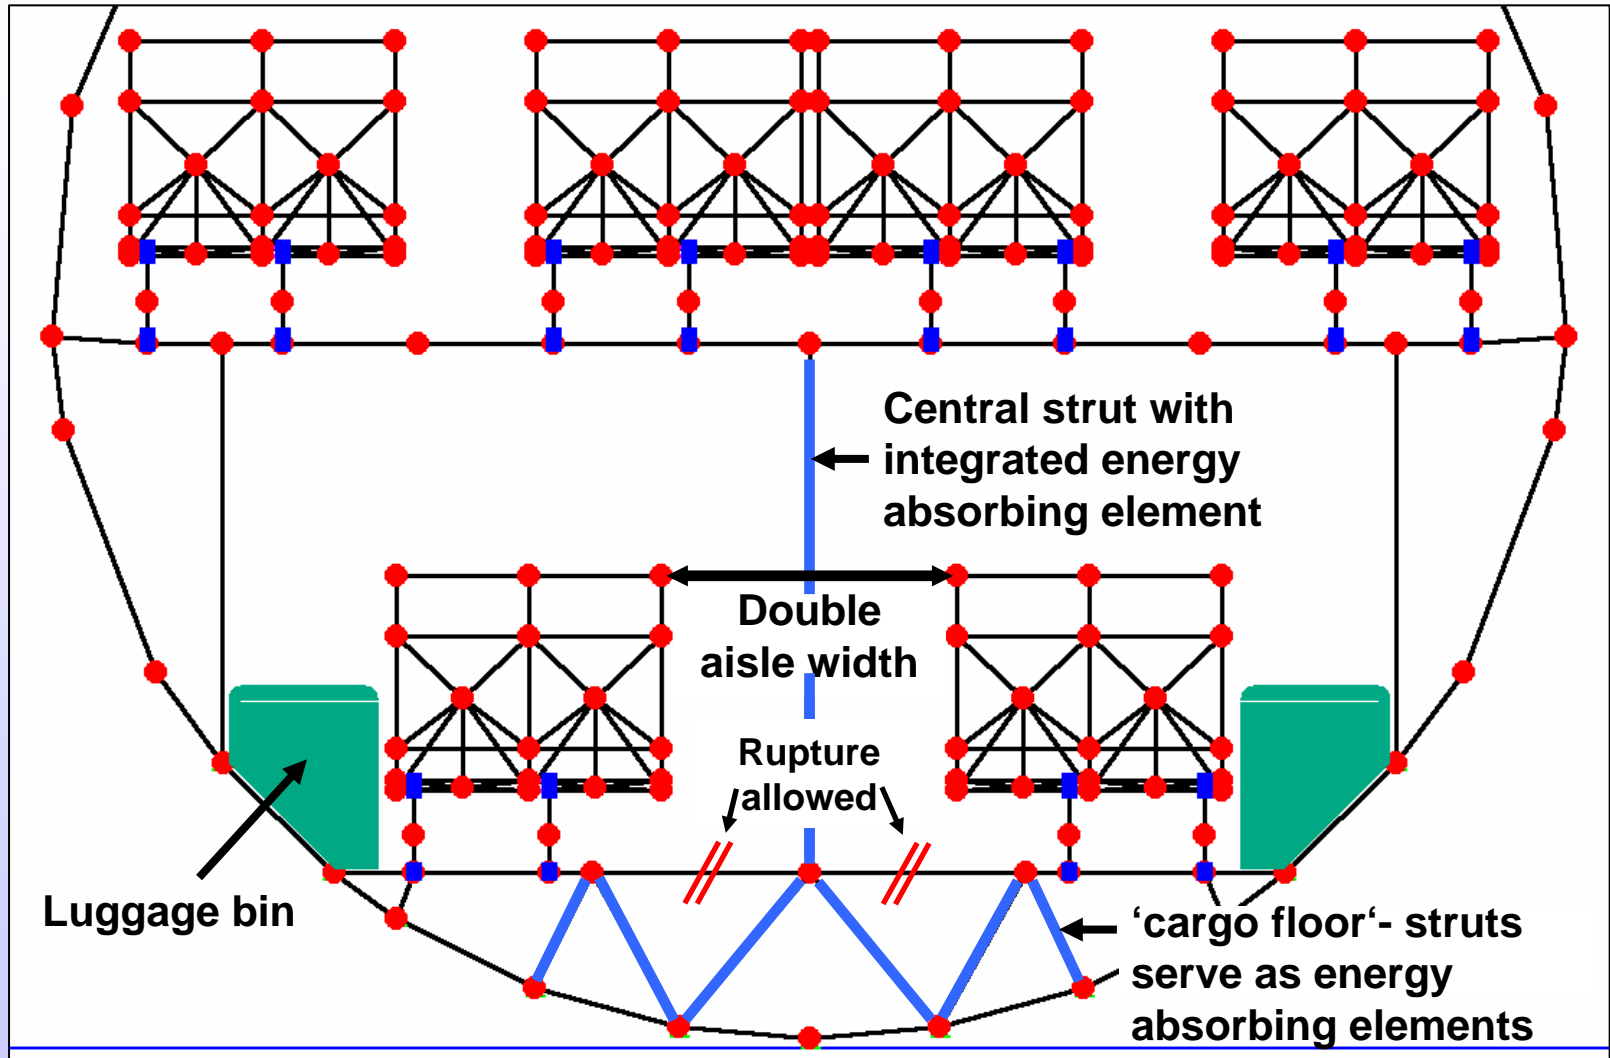 Central strut with
integrated energy
absorbing element
Double
aisle width
Rupture
allowed
Luggage bin
‘cargo floor‘- struts
serve as energy
absorbing elements